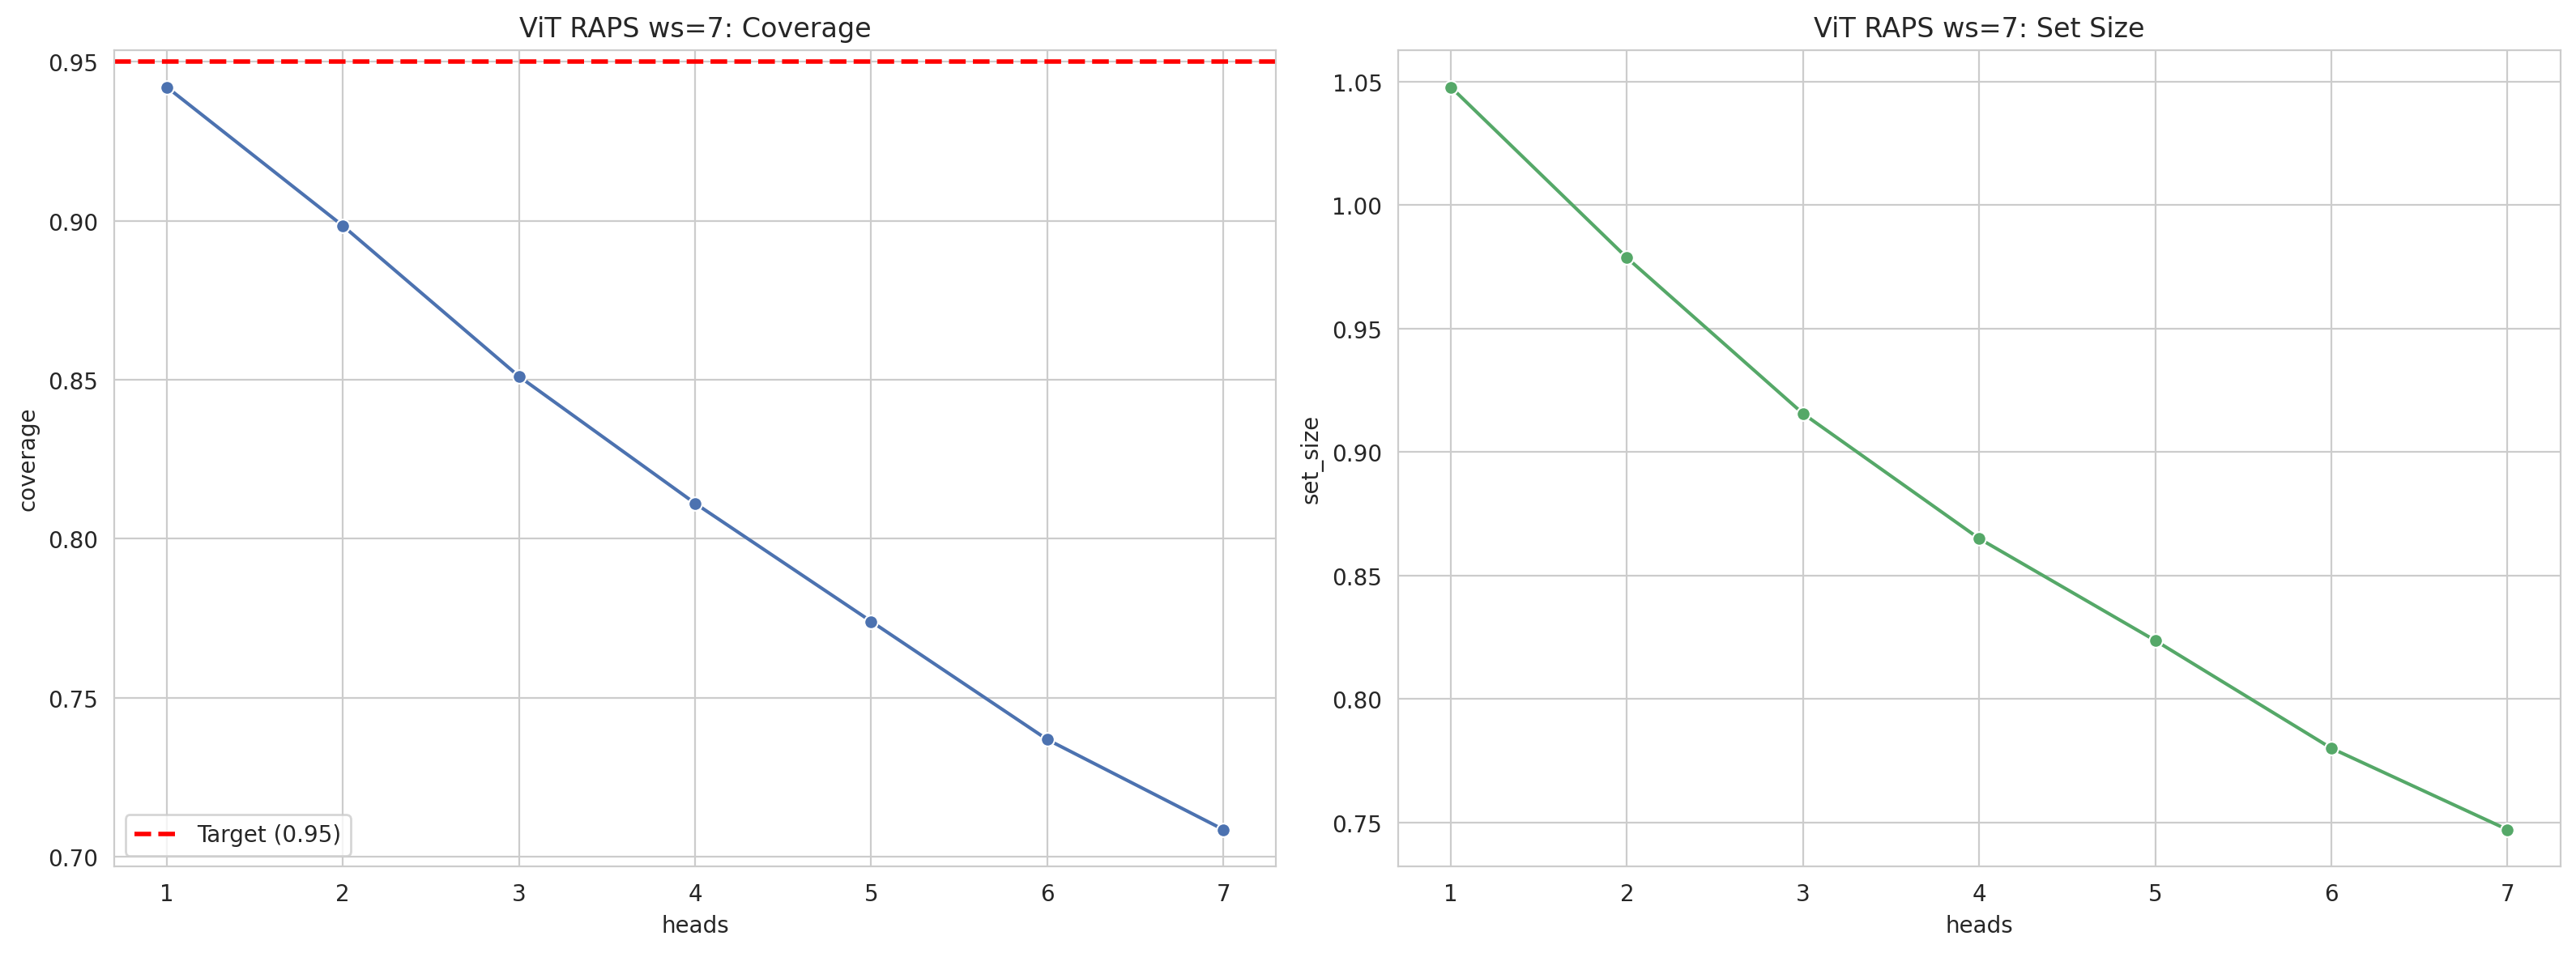 ViT RAPS ws=7: Coverage
0.95
0.90
0.85
0.80
0.75
0.70
coverage
Target (0.95)
1 2 3 4 5 6 7
heads
ViT RAPS ws=7: Set Size
1.05
1.00
0.95
0.90
0.85
0.80
0.75
set_size
1 2 3 4 5 6 7
heads